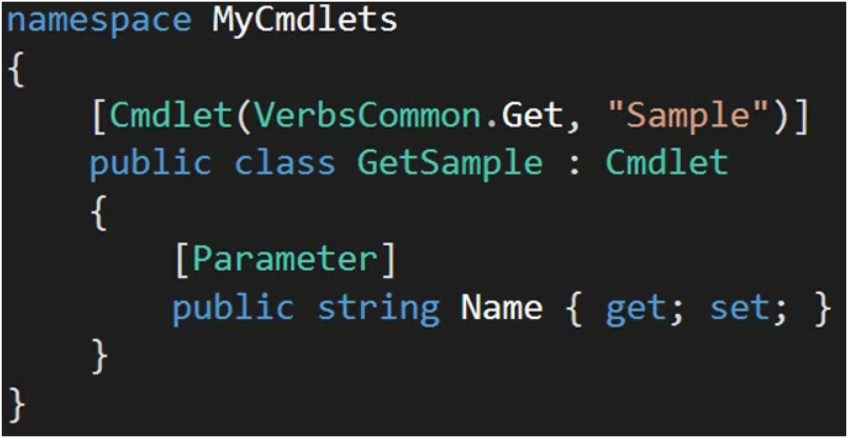 namespace MyCmdlets
{
    [Cmdlet(VerbsCommon.Get, "Sample")]
    public class GetSample : Cmdlet
    {
        [Parameter]
        public string Name { get; set; }
    }
}